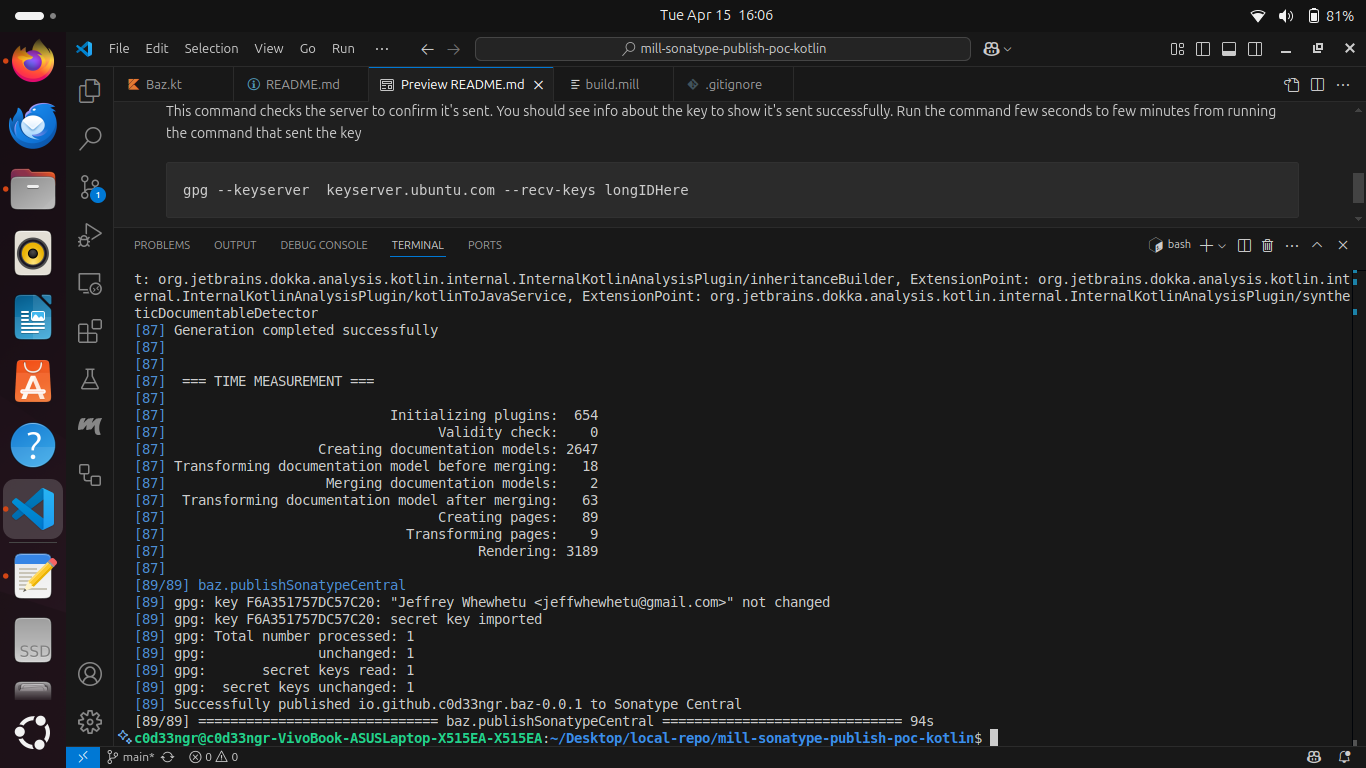 Tue Apr 15 16:06
81%
File Edit Selection View Go Run ···
mill-sonatype-publish-poc-kotlin
Baz.kt
README.md
Preview README.md
build.mill
.gitignore
This command checks the server to confirm it's sent. You should see info about the key to show it's sent successfully. Run the command few seconds to few minutes from running
the command that sent the key
gpg --keyserver  keyserver.ubuntu.com --recv-keys longIDHere
1
PROBLEMS OUTPUT DEBUG CONSOLE TERMINAL PORTS
bash
t: org.jetbrains.dokka.analysis.kotlin.internal.InternalKotlinAnalysisPlugin/inheritanceBuilder, ExtensionPoint: org.jetbrains.dokka.analysis.kotlin.int
ernal.InternalKotlinAnalysisPlugin/kotlinToJavaService, ExtensionPoint: org.jetbrains.dokka.analysis.kotlin.internal.InternalKotlinAnalysisPlugin/synthe
ticDocumentableDetector
[87] Generation completed successfully
[87]
[87]
[87]  === TIME MEASUREMENT ===
[87]
[87] Initializing plugins:  654
[87] Validity check:    0
[87] Creating documentation models: 2647
[87] Transforming documentation model before merging:   18
[87] Merging documentation models:    2
[87] Transforming documentation model after merging:   63
[87] Creating pages:   89
[87] Transforming pages:    9
[87] Rendering: 3189
[87]
[89/89] baz.publishSonatypeCentral
[89] gpg: key F6A351757DC57C20: "Jeffrey Whewhetu <jeffwhewhetu@gmail.com>" not changed
[89] gpg: key F6A351757DC57C20: secret key imported
[89] gpg: Total number processed: 1
[89] gpg:              unchanged: 1
[89] gpg:       secret keys read: 1
[89] gpg:  secret keys unchanged: 1
[89] Successfully published io.github.c0d33ngr.baz-0.0.1 to Sonatype Central
[89/89] ============================== baz.publishSonatypeCentral ============================== 94s
c0d33ngr@c0d33ngr-VivoBook-ASUSLaptop-X515EA-X515EA:~/Desktop/local-repo/mill-sonatype-publish-poc-kotlin$
SSD
main* 0 0